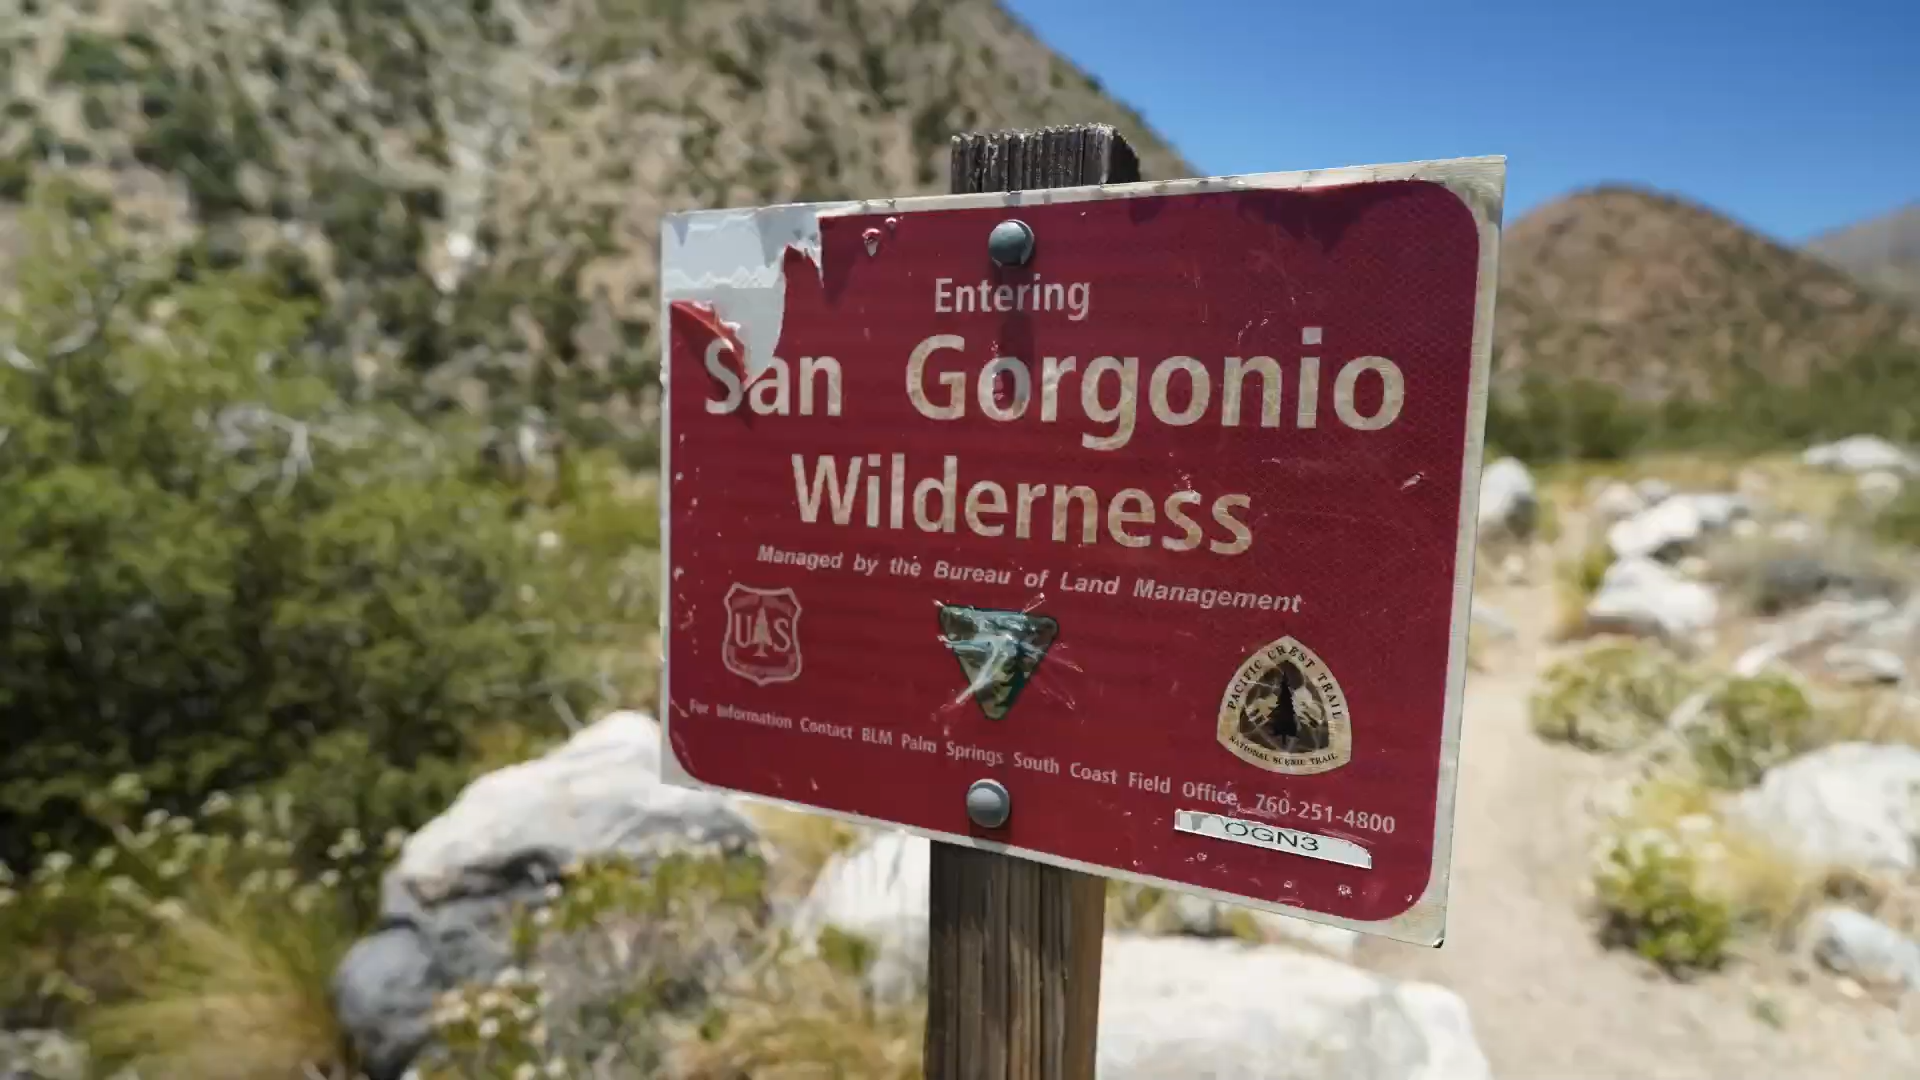 Entering
San Gorgonio
Wilderness
Managed by the Bureau of Land Management
UAS
PACIFIC CREST TRAIL
NATIONAL SCENIC TRAIL
For Information Contact BLM Palm Springs South Coast Field Office, 760-251-4800
OGN3